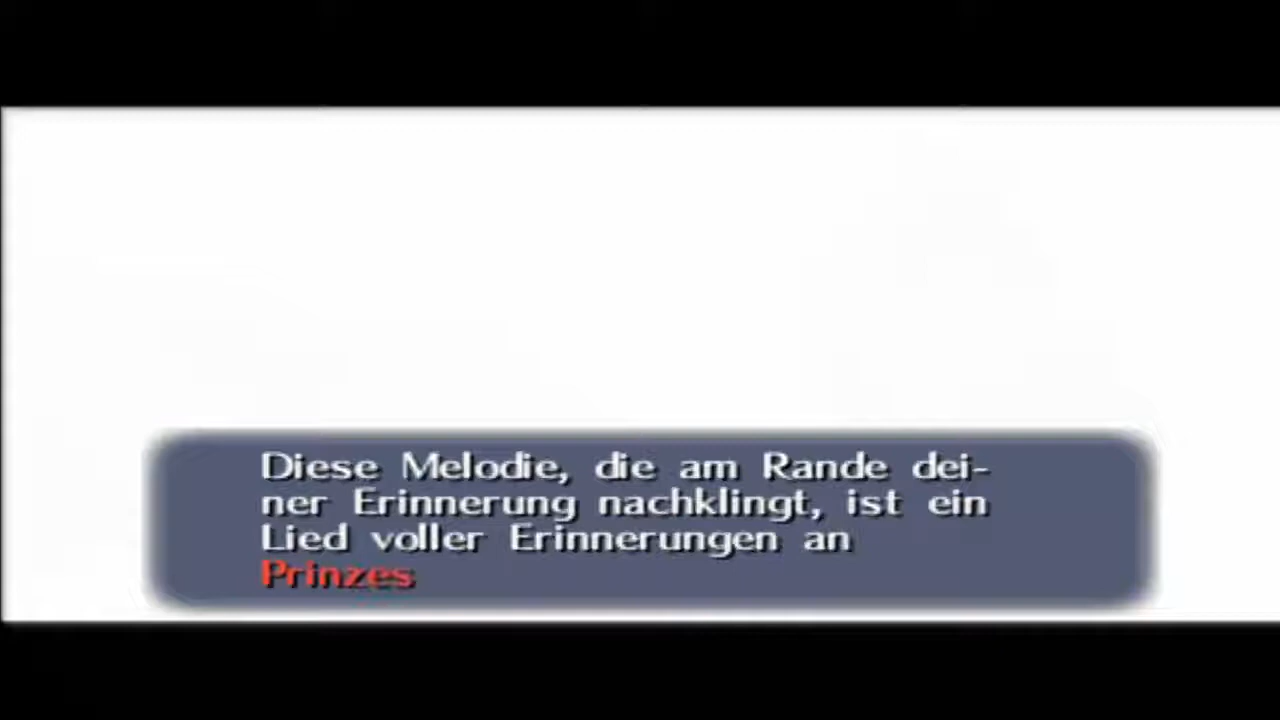 Diese Melodie, die am Rande dei-
ner Erinnerung nachklingt, ist ein
Lied voller Erinnerungen an
Prinzes